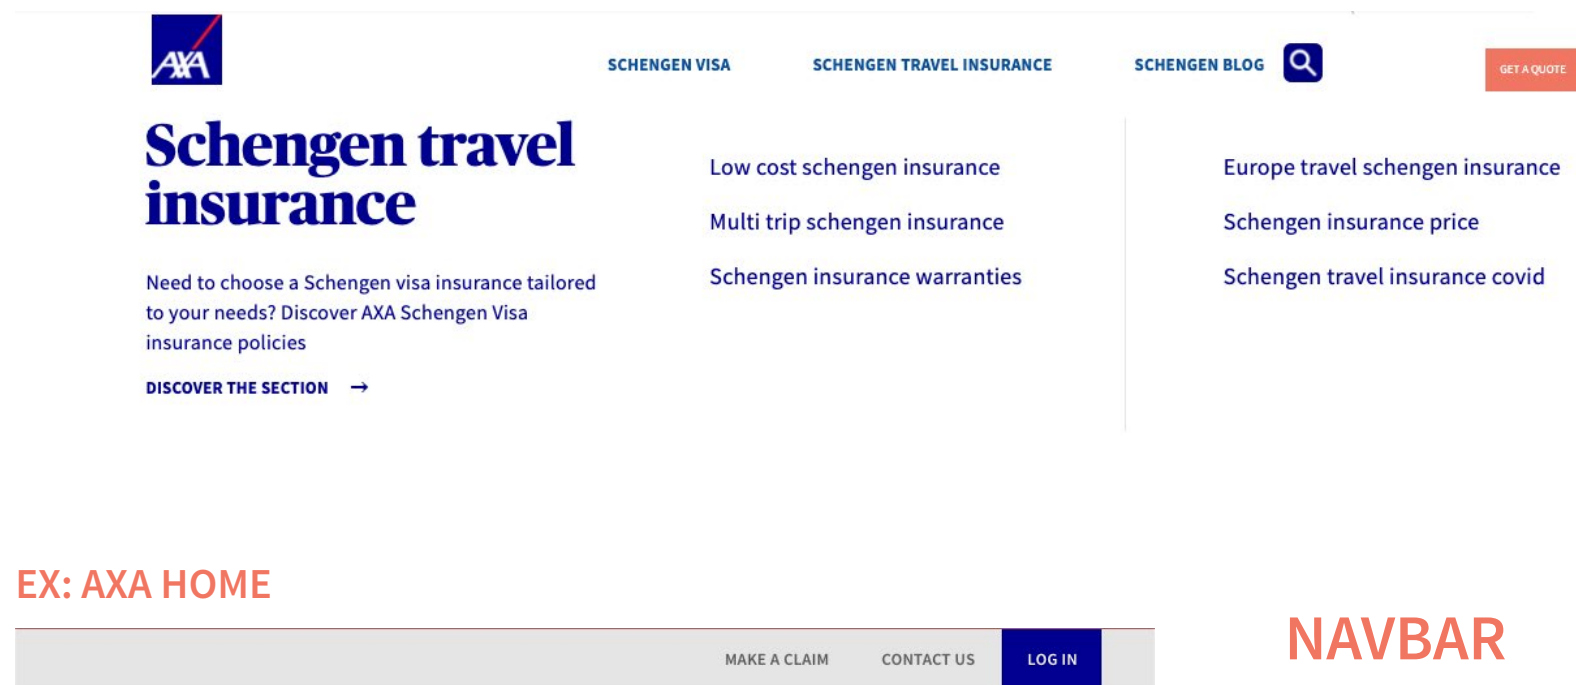 AXA
SCHENGEN VISA
SCHENGEN TRAVEL INSURANCE
SCHENGEN BLOG
GET A QUOTE
Schengen travel
insurance
Need to choose a Schengen visa insurance tailored
to your needs? Discover AXA Schengen Visa
insurance policies
DISCOVER THE SECTION →
Low cost schengen insurance
Multi trip schengen insurance
Schengen insurance warranties
Europe travel schengen insurance
Schengen insurance price
Schengen travel insurance covid
EX: AXA HOME
MAKE A CLAIM
CONTACT US
LOG IN
NAVBAR